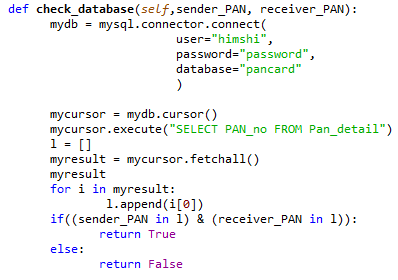 def check_database(self,sender_PAN, receiver_PAN):
mydb = mysql.connector.connect(
user="himshi",
password="password",
database="pancard"
)
mycursor = mydb.cursor()
mycursor.execute("SELECT PAN_no FROM Pan_detail")
l = []
myresult = mycursor.fetchall()
myresult
for i in myresult:
l.append(i[0])
if((sender_PAN in l) & (receiver_PAN in l)):
return True
else:
return False